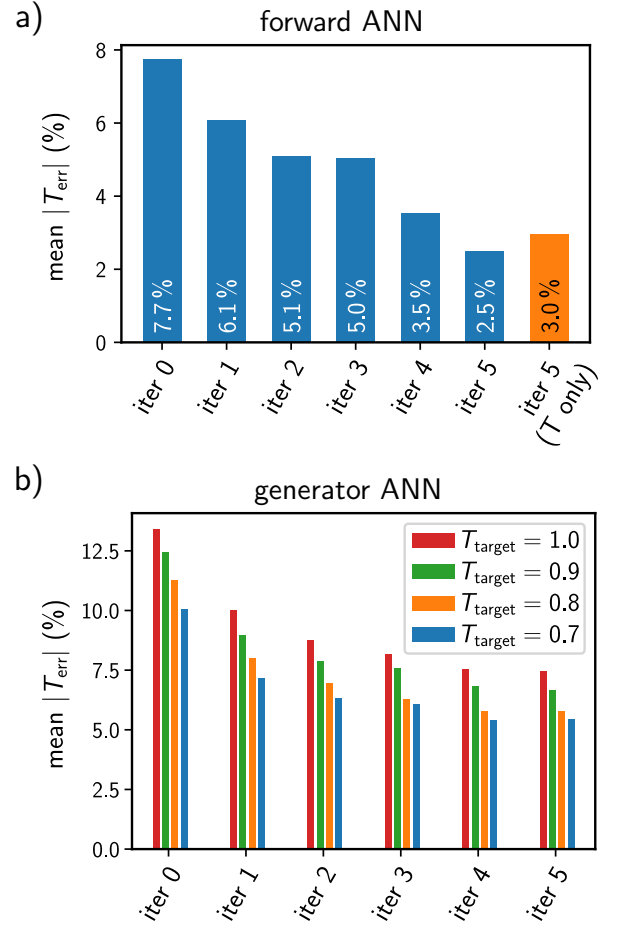 a)
forward ANN
mean |T_err| (%)
8
6
4
2
0
7.7 %
6.1 %
5.1 %
5.0 %
3.5 %
2.5 %
3.0 %
iter 0
iter 1
iter 2
iter 3
iter 4
iter 5
iter 5
(T only)
b)
generator ANN
mean |T_err| (%)
12.5
10.0
7.5
5.0
2.5
0.0
T_target = 1.0
T_target = 0.9
T_target = 0.8
T_target = 0.7
iter 0
iter 1
iter 2
iter 3
iter 4
iter 5